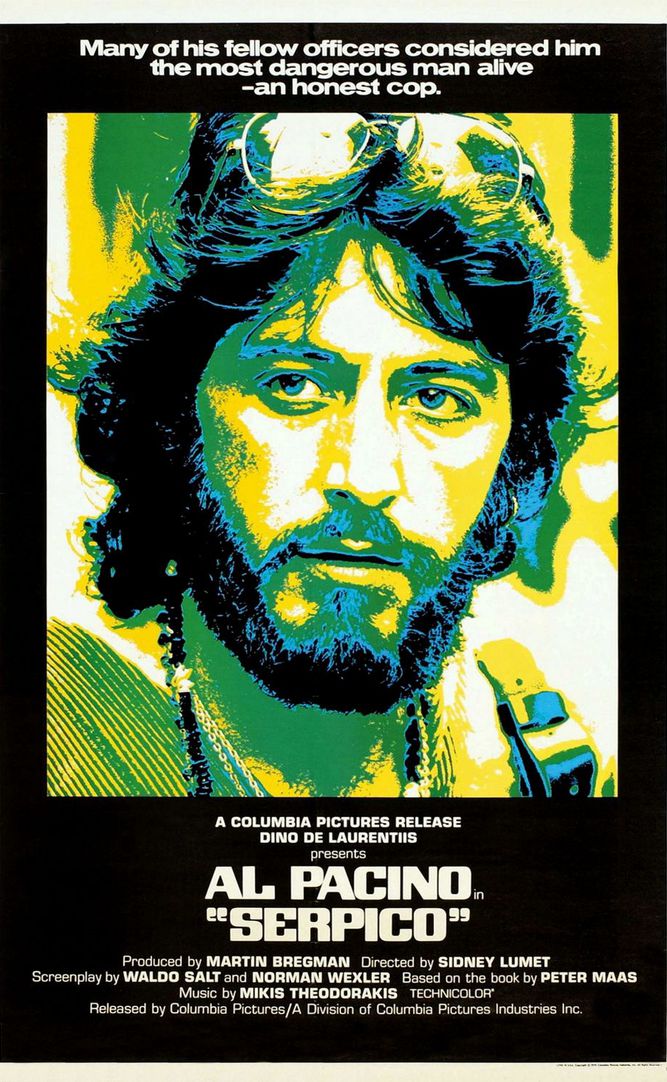 Many of his fellow officers considered him
the most dangerous man alive
–an honest cop.
A COLUMBIA PICTURES RELEASE
DINO DE LAURENTIIS
presents
AL PACINO in
"SERPICO"
Produced by MARTIN BREGMAN Directed by SIDNEY LUMET
Screenplay by WALDO SALT and NORMAN WEXLER Based on the book by PETER MAAS
Music by MIKIS THEODORAKIS TECHNICOLOR®
Released by Columbia Pictures/A Division of Columbia Pictures Industries Inc.